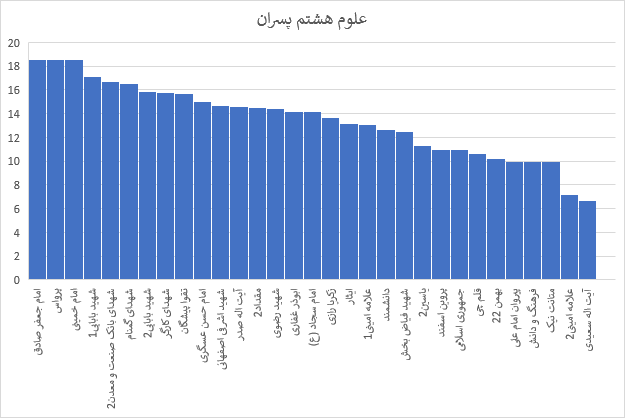 علوم هشتم پسران
20
18
16
14
12
10
8
6
4
2
0
امام جعفر صادق
پرواس
امام خمینی
شهید بابایی1
شهدای بانک صنعت و معدن2
شهدای گمنام
شهید بابایی2
شهدای کارگر
تقوا پیشگان
امام حسن عسگری
شهید اشرفی اصفهانی
آیت اله صدر
مقداد2
شهید رضوی
ابوذر غفاری
امام سجاد (ع)
زکریا رازی
ایثار
علامه امینی1
دانشمند
شهید فیاض بخش
یاسین2
پروین اسفند
جمهوری اسلامی
قلم چی
22 بهمن
پیروان امام علی
فرهنگ و دانش
متانت نیک
علامه امینی2
آیت اله سعیدی